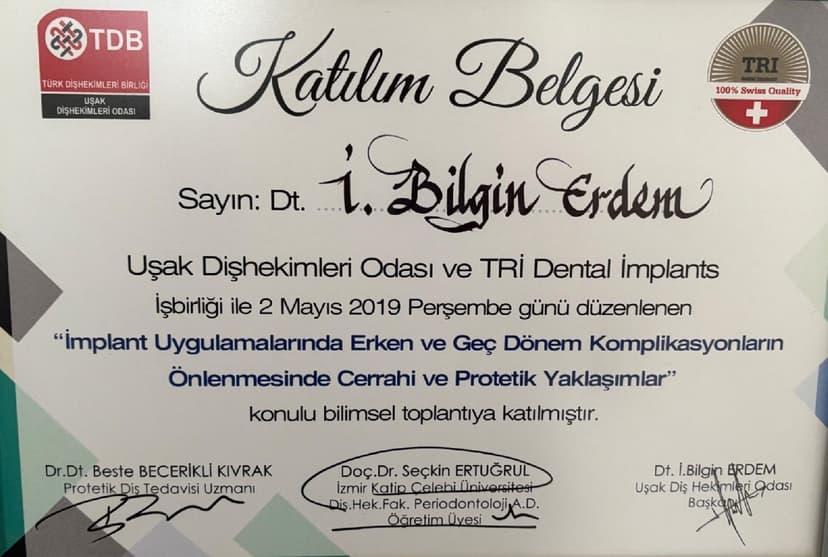 TDB
TÜRK DİŞHEKİMLERİ BİRLİĞİ
UŞAK
DİŞHEKİMLERİ ODASI
Katılım Belgesi
TRI
dental implants
100% Swiss Quality
Sayın: Dt. İ. Bilgin Erdem
Uşak Dişhekimleri Odası ve TRİ Dental İmplants
İşbirliği ile 2 Mayıs 2019 Perşembe günü düzenlenen
“İmplant Uygulamalarında Erken ve Geç Dönem Komplikasyonların
Önlenmesinde Cerrahi ve Protetik Yaklaşımlar”
konulu bilimsel toplantıya katılmıştır.
Dr.Dt. Beste BECERİKLİ KIVRAK
Protetik Diş Tedavisi Uzmanı
Doç.Dr. Seçkin ERTUĞRUL
İzmir Katip Çelebi Üniversitesi
Diş.Hek.Fak. Periodontoloji A.D.
Öğretim Üyesi
Dt. İ.Bilgin ERDEM
Uşak Diş Hekimleri Odası
Başkanı